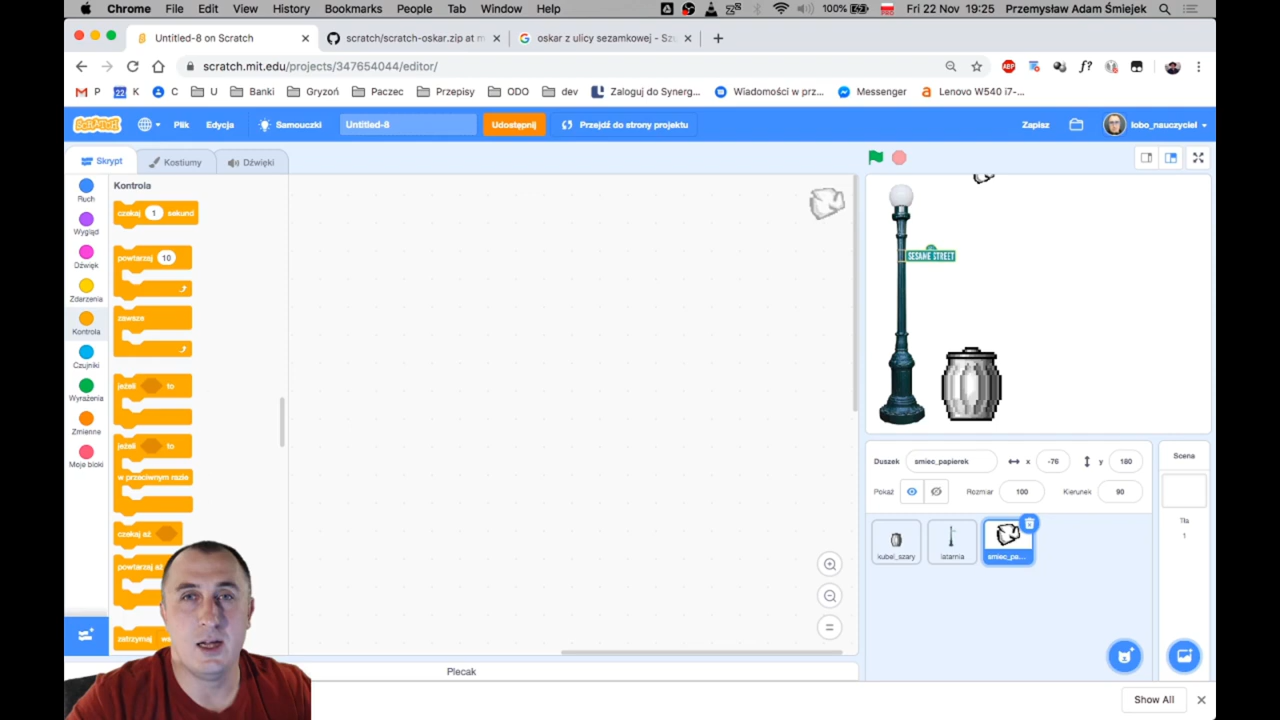 Chrome File Edit View History Bookmarks People Tab Window Help 100% Fri 22 Nov 19:25 Przemysław Adam Śmiejek
Untitled-8 on Scratch scratch/scratch-oskar.zip at m oskar z ulicy sezamkowej - Szu
scratch.mit.edu/projects/347654044/editor/
P K C U Banki Gryzoń Paczec Przepisy ODO dev Zaloguj do Synerg... Wiadomości w prz... Messenger Lenovo W540 i7-...
SCRATCH Plik Edycja Samouczki Untitled-8 Udostępnij Przejdź do strony projektu Zapisz lobo_nauczyciel
Skrypt Kostiumy Dźwięki
Ruch
Wygląd
Dźwięk
Zdarzenia
Kontrola
Czujniki
Wyrażenia
Zmienne
Moje bloki
Kontrola
czekaj 1 sekund
powtarzaj 10
zawsze
jeżeli to
jeżeli to
w przeciwnym razie
czekaj aż
powtarzaj aż
zatrzymaj
SESAME STREET
Duszek smiec_papierek x -76 y 180
Pokaż Rozmiar 100 Kierunek 90
kubel_szary latarnia smiec_pa...
Scena
Tła
1
Plecak
Show All